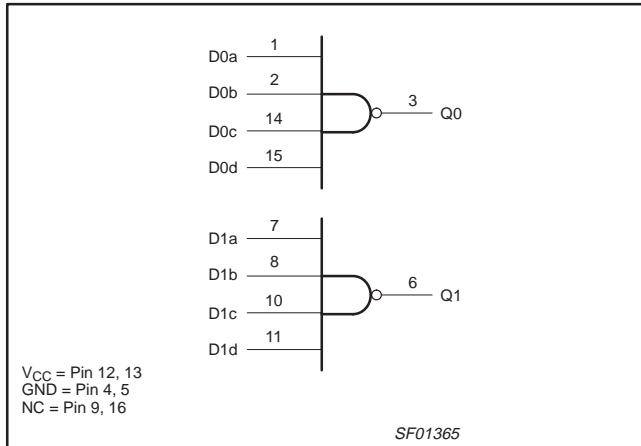 D0a 1
D0b 2
3 Q0
D0c 14
D0d 15
D1a 7
D1b 8
6 Q1
D1c 10
D1d 11
VCC = Pin 12, 13
GND = Pin 4, 5
NC = Pin 9, 16
SF01365